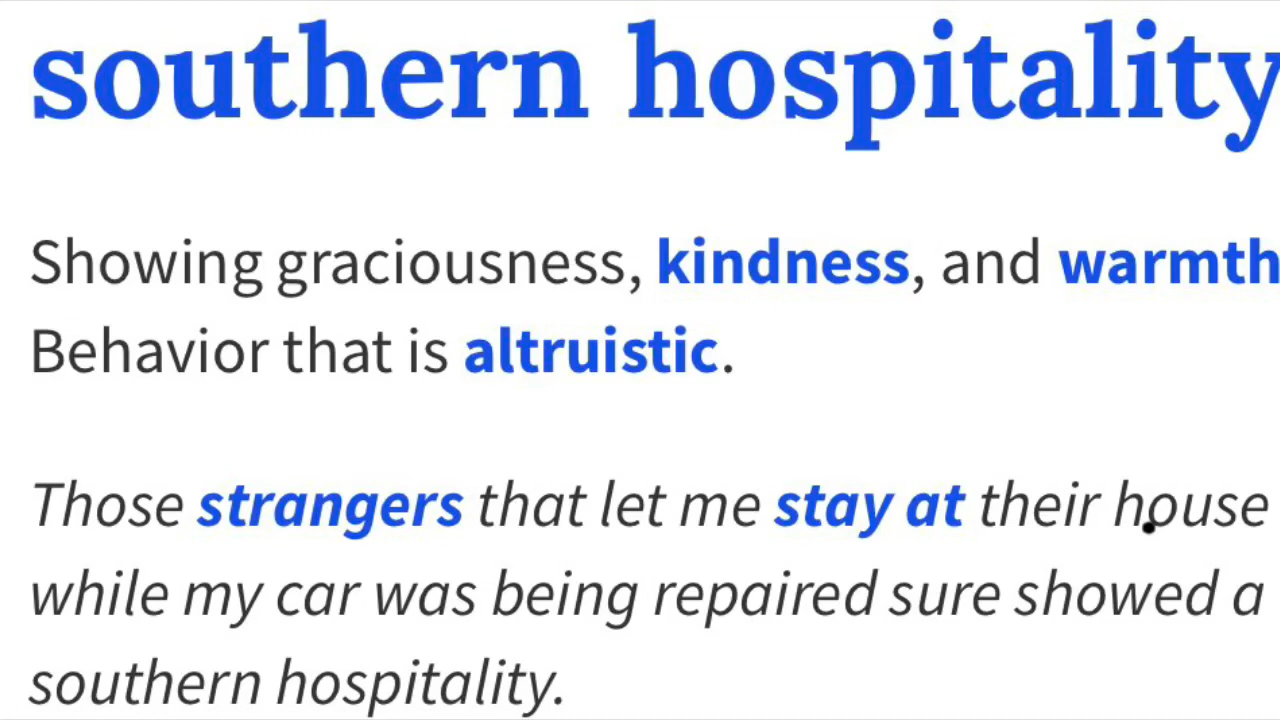 southern hospitality
Showing graciousness, kindness, and warmth
Behavior that is altruistic.
Those strangers that let me stay at their house
while my car was being repaired sure showed a
southern hospitality.